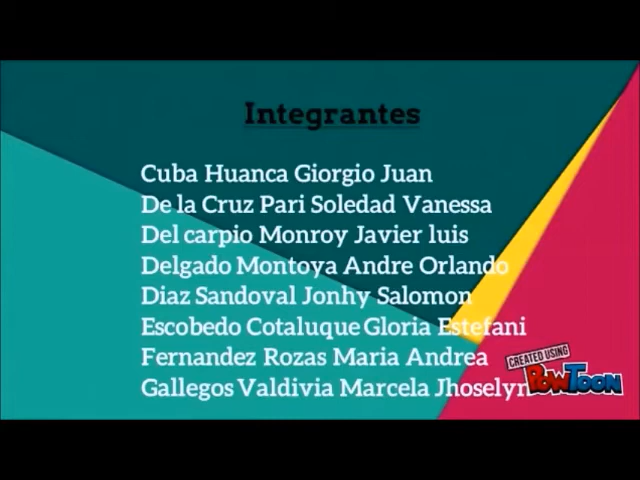 Integrantes
Cuba Huanca Giorgio Juan
De la Cruz Pari Soledad Vanessa
Del carpio Monroy Javier luis
Delgado Montoya Andre Orlando
Diaz Sandoval Jonhy Salomon
Escobedo Cotaluque Gloria Estefani
Fernandez Rozas Maria Andrea
Gallegos Valdivia Marcela Jhoselyn
CREATED USING
POWTOON